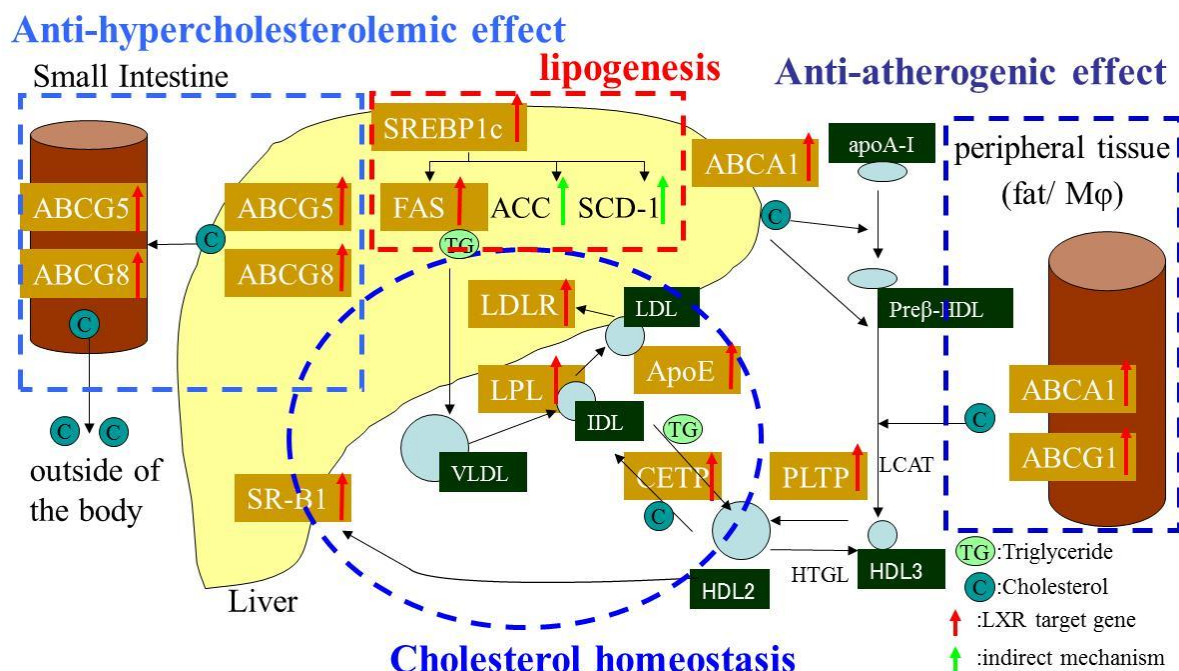 Anti-hypercholesterolemic effect
Small Intestine
lipogenesis
Anti-atherogenic effect
SREBP1c
ABCA1
apoA-I
peripheral tissue
(fat/ Mφ)
ABCG5
ABCG5
FAS
ACC
SCD-1
C
C
TG
ABCG8
ABCG8
LDLR
LDL
Preβ-HDL
C
ApoE
ABCA1
LPL
C
C
IDL
TG
C
outside of
the body
VLDL
CETP
PLTP
LCAT
ABCG1
SR-B1
C
HTGL
HDL3
HDL2
Liver
TG :Triglyceride
C :Cholesterol
:LXR target gene
:indirect mechanism
Cholesterol homeostasis